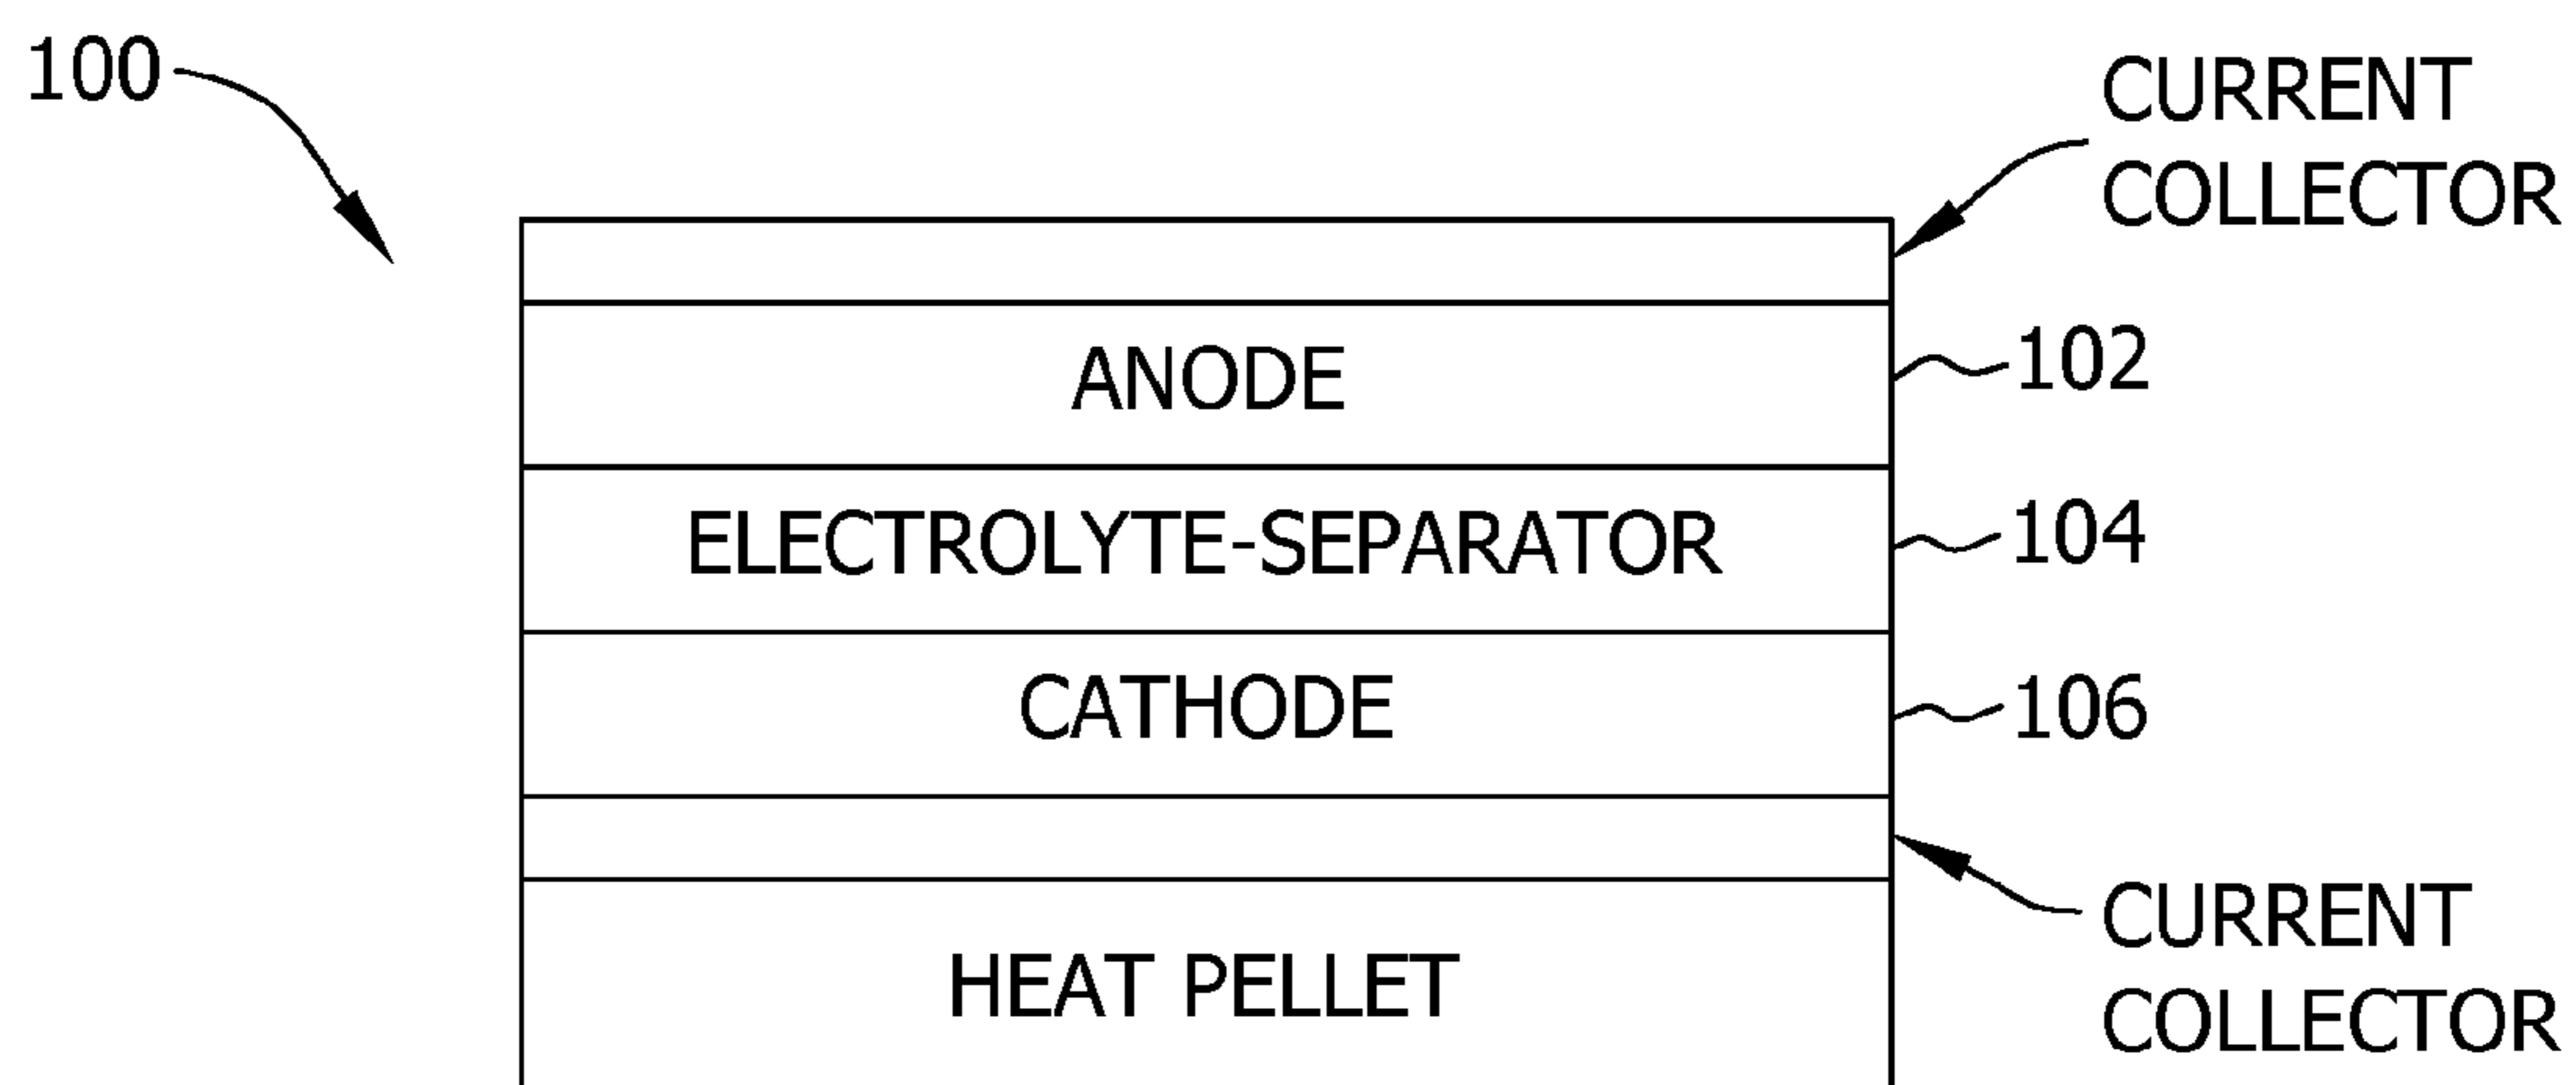 100
CURRENT
COLLECTOR
ANODE
102
ELECTROLYTE-SEPARATOR
104
CATHODE
106
CURRENT
COLLECTOR
HEAT PELLET